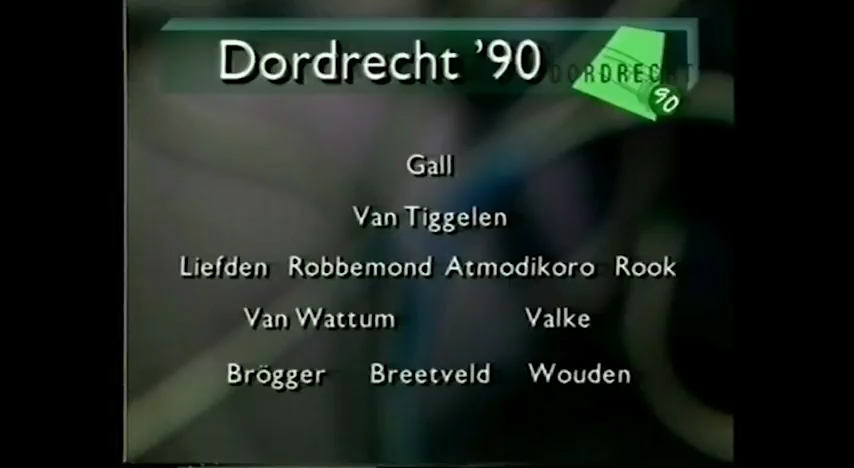 Dordrecht '90
DORDRECHT
90
Gall
Van Tiggelen
Liefden Robbemond Atmodikoro Rook
Van Wattum Valke
Brögger Breetveld Wouden